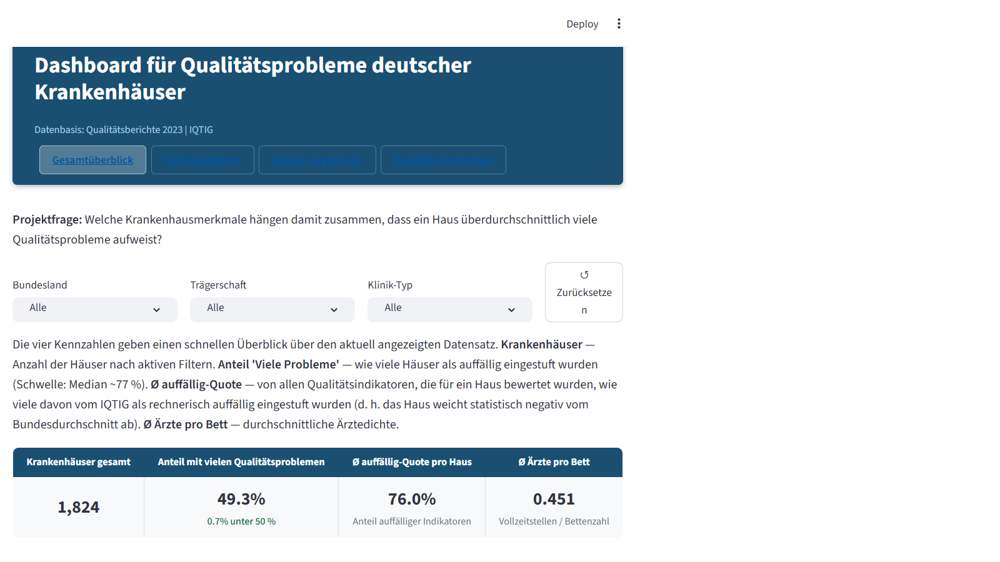 Deploy
Dashboard für Qualitätsprobleme deutscher
Krankenhäuser
Datenbasis: Qualitätsberichte 2023 | IQTIG
Gesamtüberblick Einflussfaktoren Häuser vergleichen Qualitäts-Vorhersage
Projektfrage: Welche Krankenhausmerkmale hängen damit zusammen, dass ein Haus überdurchschnittlich viele
Qualitätsprobleme aufweist?
Bundesland Trägerschaft Klinik-Typ
Alle Alle Alle
↺
Zurücksetze
n
Die vier Kennzahlen geben einen schnellen Überblick über den aktuell angezeigten Datensatz. Krankenhäuser —
Anzahl der Häuser nach aktiven Filtern. Anteil 'Viele Probleme' — wie viele Häuser als auffällig eingestuft wurden
(Schwelle: Median ~77 %). Ø auffällig-Quote — von allen Qualitätsindikatoren, die für ein Haus bewertet wurden, wie
viele davon vom IQTIG als rechnerisch auffällig eingestuft wurden (d. h. das Haus weicht statistisch negativ vom
Bundesdurchschnitt ab). Ø Ärzte pro Bett — durchschnittliche Ärztedichte.
Krankenhäuser gesamt Anteil mit vielen Qualitätsproblemen Ø auffällig-Quote pro Haus Ø Ärzte pro Bett
1,824 49.3% 76.0% 0.451
0.7% unter 50 % Anteil auffälliger Indikatoren Vollzeitstellen / Bettenzahl